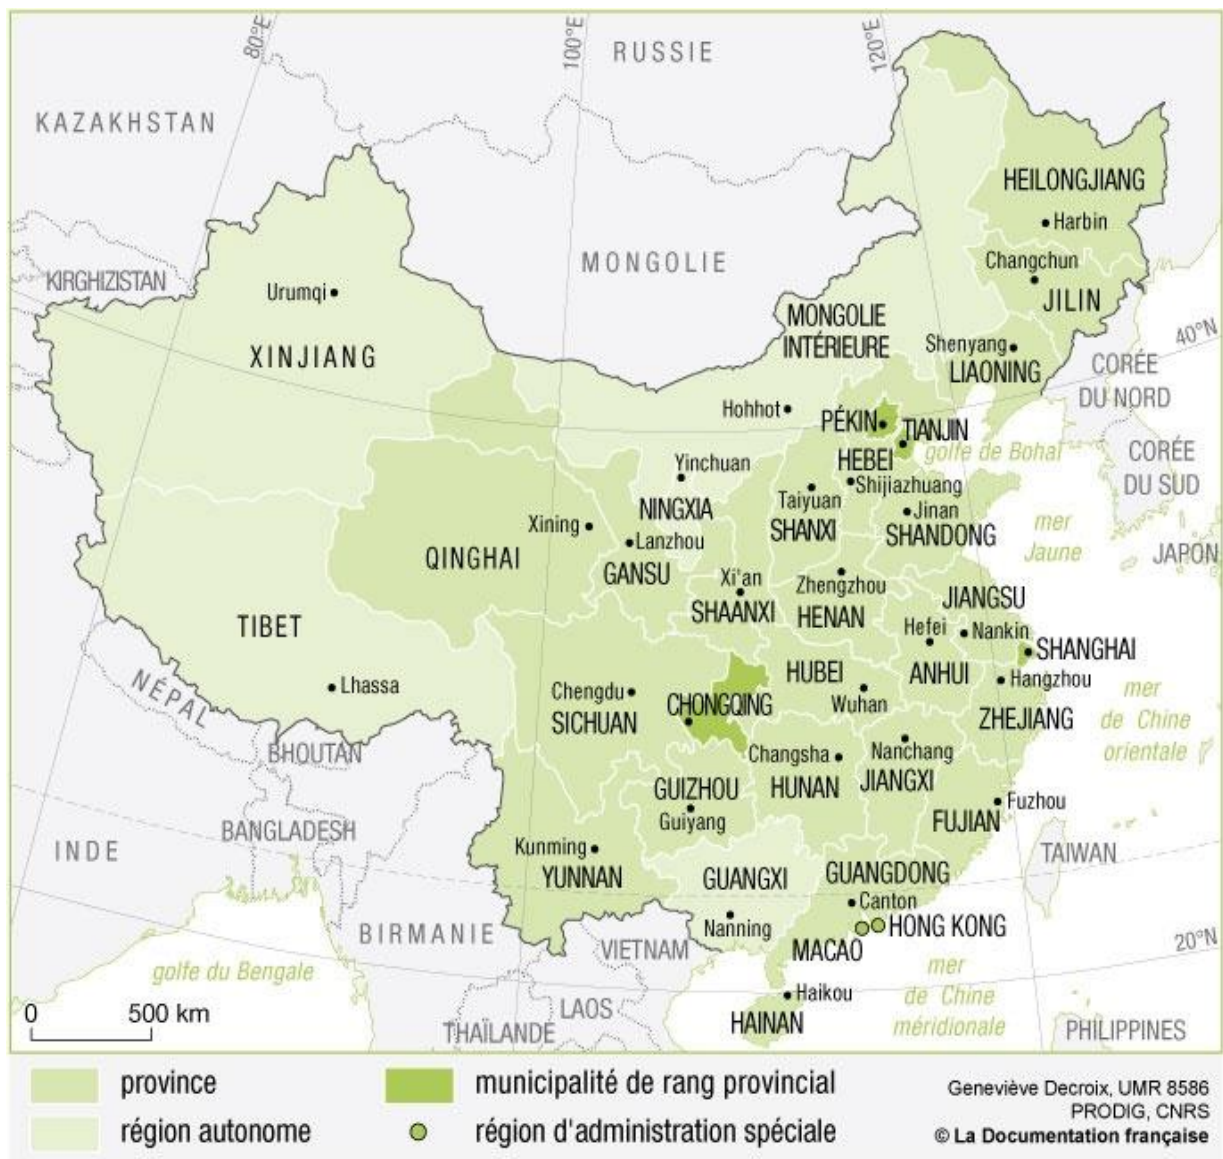 80°E
100°E
120°E
RUSSIE
KAZAKHSTAN
HEILONGJIANG
Harbin
MONGOLIE
Changchun
KIRGHIZISTAN
Urumqi
JILIN
MONGOLIE
INTÉRIEURE
40°N
Shenyang
XINJIANG
LIAONING
CORÉE
DU NORD
Hohhot
PÉKIN
TIANJIN
golfe de Bohaï
HEBEI
CORÉE
DU SUD
Yinchuan
Shijiazhuang
Taiyuan
NINGXIA
Jinan
Xining
SHANXI
SHANDONG
mer
Jaune
Lanzhou
JAPON
QINGHAI
GANSU
Xi'an
Zhengzhou
SHAANXI
HENAN
JIANGSU
TIBET
Hefei
Nankin
SHANGHAI
HUBEI
ANHUI
Hangzhou
NÉPAL
Lhassa
Chengdu
CHONGQING
Wuhan
mer
de Chine
orientale
SICHUAN
ZHEJIANG
BHOUTAN
Changsha
Nanchang
GUIZHOU
HUNAN
JIANGXI
Guiyang
Fuzhou
FUJIAN
BANGLADESH
INDE
Kunming
TAIWAN
YUNNAN
GUANGXI
GUANGDONG
Canton
Nanning
HONG KONG
BIRMANIE
VIETNAM
MACAO
20°N
golfe du Bengale
mer
de Chine
méridionale
Haikou
LAOS
HAINAN
0 500 km
THAÏLANDE
PHILIPPINES
province
municipalité de rang provincial
région autonome
région d'administration spéciale
Geneviève Decroix, UMR 8586
PRODIG, CNRS
© La Documentation française